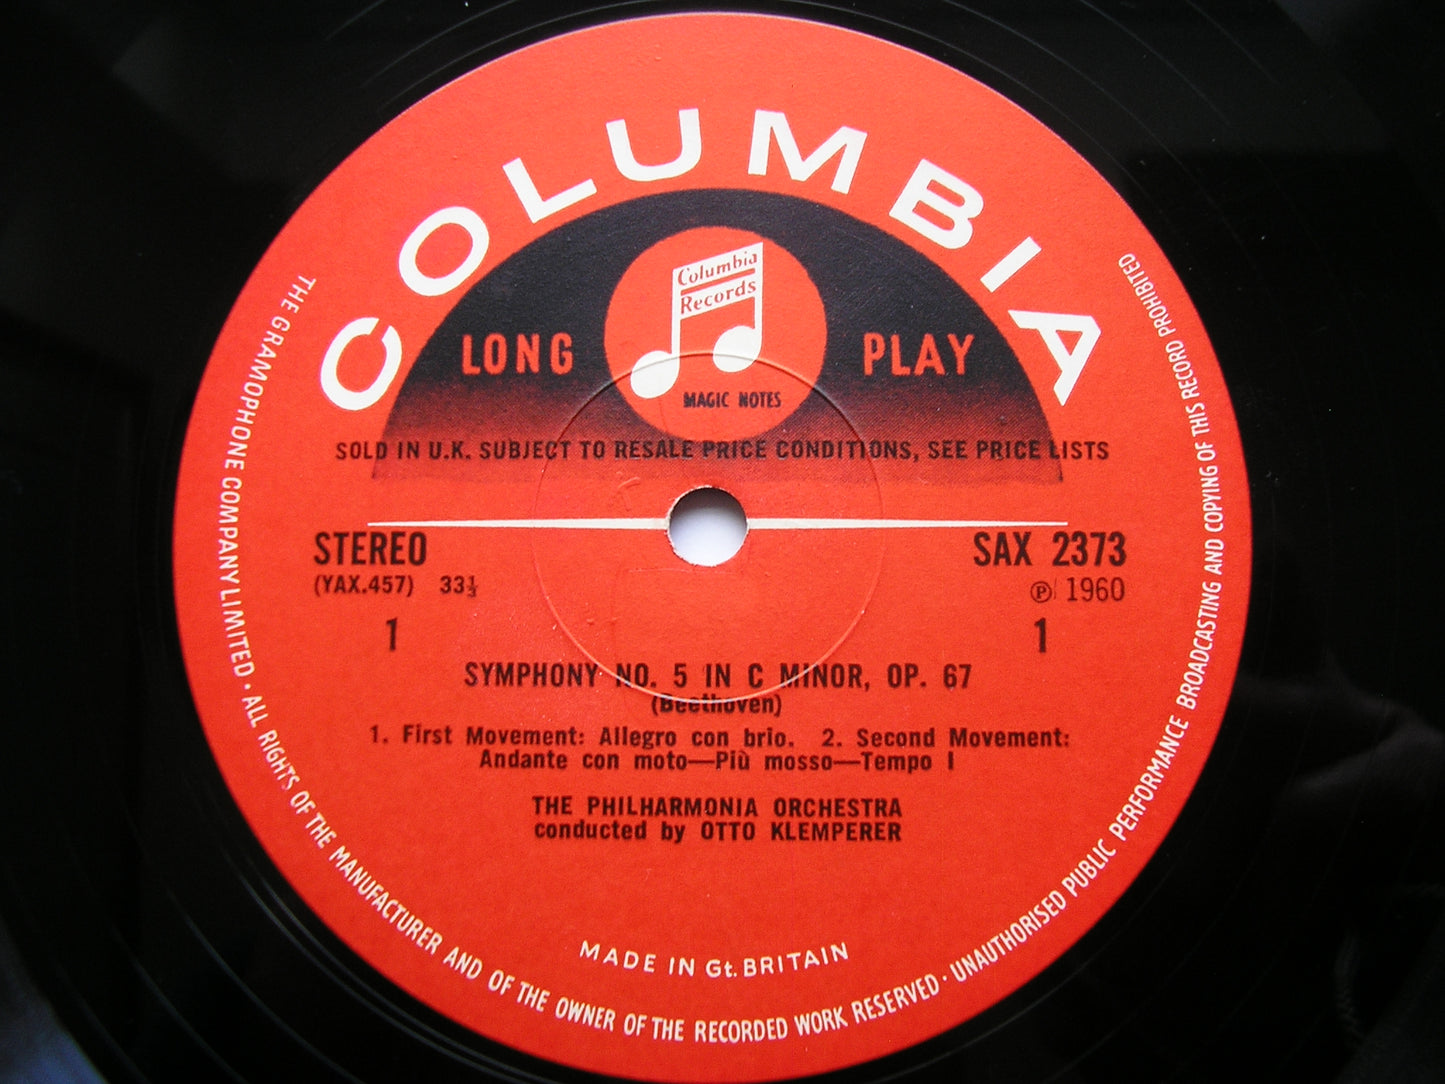 COLUMBIA
Columbia
Records
LONG PLAY
MAGIC NOTES
SOLD IN U.K. SUBJECT TO RESALE PRICE CONDITIONS, SEE PRICE LISTS
STEREO SAX 2373
(YAX.457) 33⅓ ℗ 1960
1 1
SYMPHONY NO. 5 IN C MINOR, OP. 67
(Beethoven)
1. First Movement: Allegro con brio. 2. Second Movement:
Andante con moto—Più mosso—Tempo I
THE PHILHARMONIA ORCHESTRA
conducted by OTTO KLEMPERER
MADE IN Gt. BRITAIN
THE GRAMOPHONE COMPANY LIMITED · ALL RIGHTS OF THE MANUFACTURER AND OF THE OWNER OF THE RECORDED WORK RESERVED · UNAUTHORISED PUBLIC PERFORMANCE BROADCASTING AND COPYING OF THIS RECORD PROHIBITED